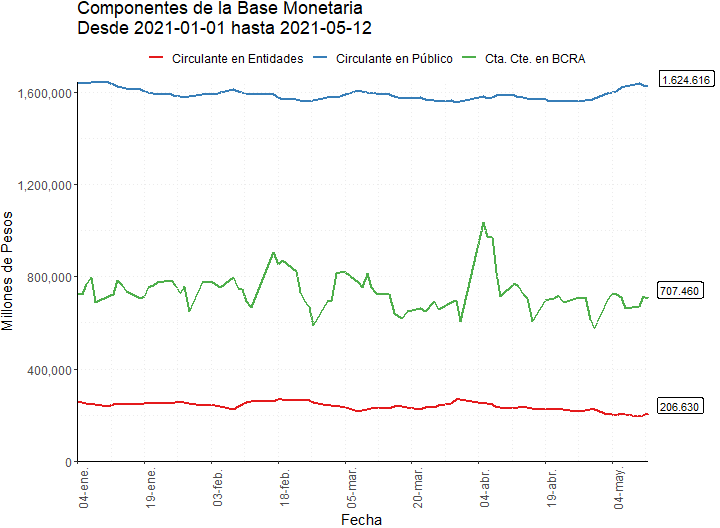 Componentes de la Base Monetaria
Desde 2021-01-01 hasta 2021-05-12
Circulante en Entidades
Circulante en Público
Cta. Cte. en BCRA
Millones de Pesos
1,600,000
1,200,000
800,000
400,000
0
1.624.616
707.460
206.630
04-ene.
19-ene.
03-feb.
18-feb.
05-mar.
20-mar.
04-abr.
19-abr.
04-may.
Fecha